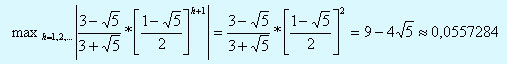 max h=1,2,... |(3−√5)/(3+√5) * [(1−√5)/2]^{h+1}| = (3−√5)/(3+√5) * [(1−√5)/2]^2 = 9−4√5 ≈ 0,0557284